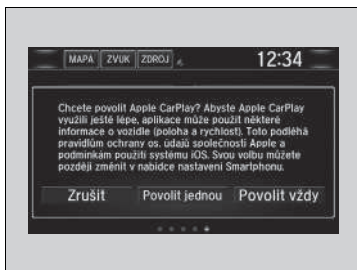 MAPA ZVUK ZDROJ 12:34
Chcete povolit Apple CarPlay? Abyste Apple CarPlay
využili ještě lépe, aplikace může použít některé
informace o vozidle (poloha a rychlost). Toto podléhá
pravidlům ochrany os. údajů společnosti Apple a
podmínkám použití systému iOS. Svou volbu můžete
později změnit v nabídce nastavení Smartphonu.
Zrušit Povolit jednou Povolit vždy